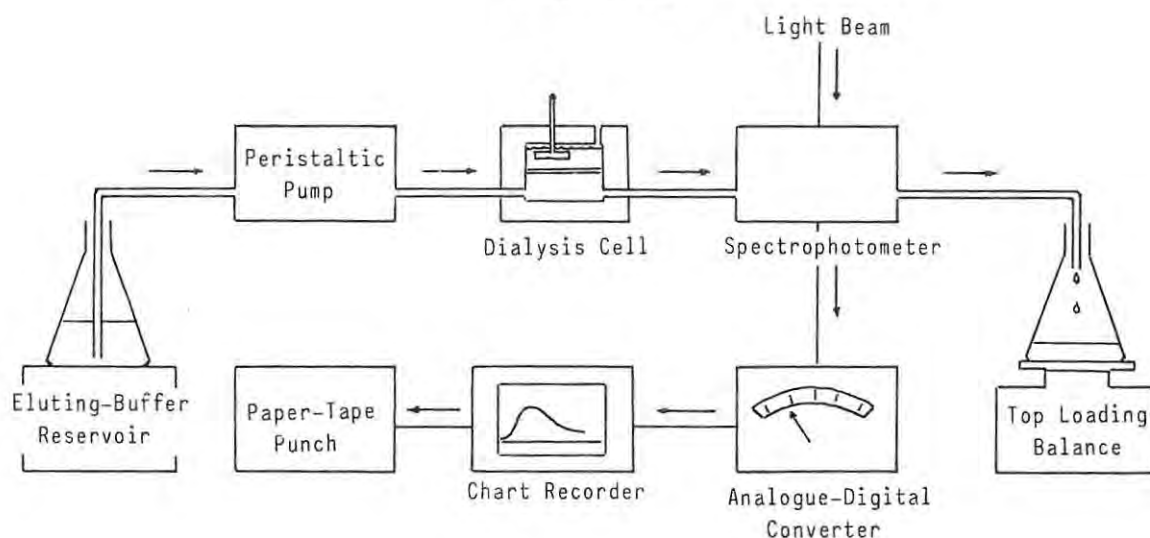 Light Beam
Peristaltic
Pump
Dialysis Cell
Spectrophotometer
Eluting-Buffer
Reservoir
Paper-Tape
Punch
Chart Recorder
Analogue-Digital
Converter
Top Loading
Balance